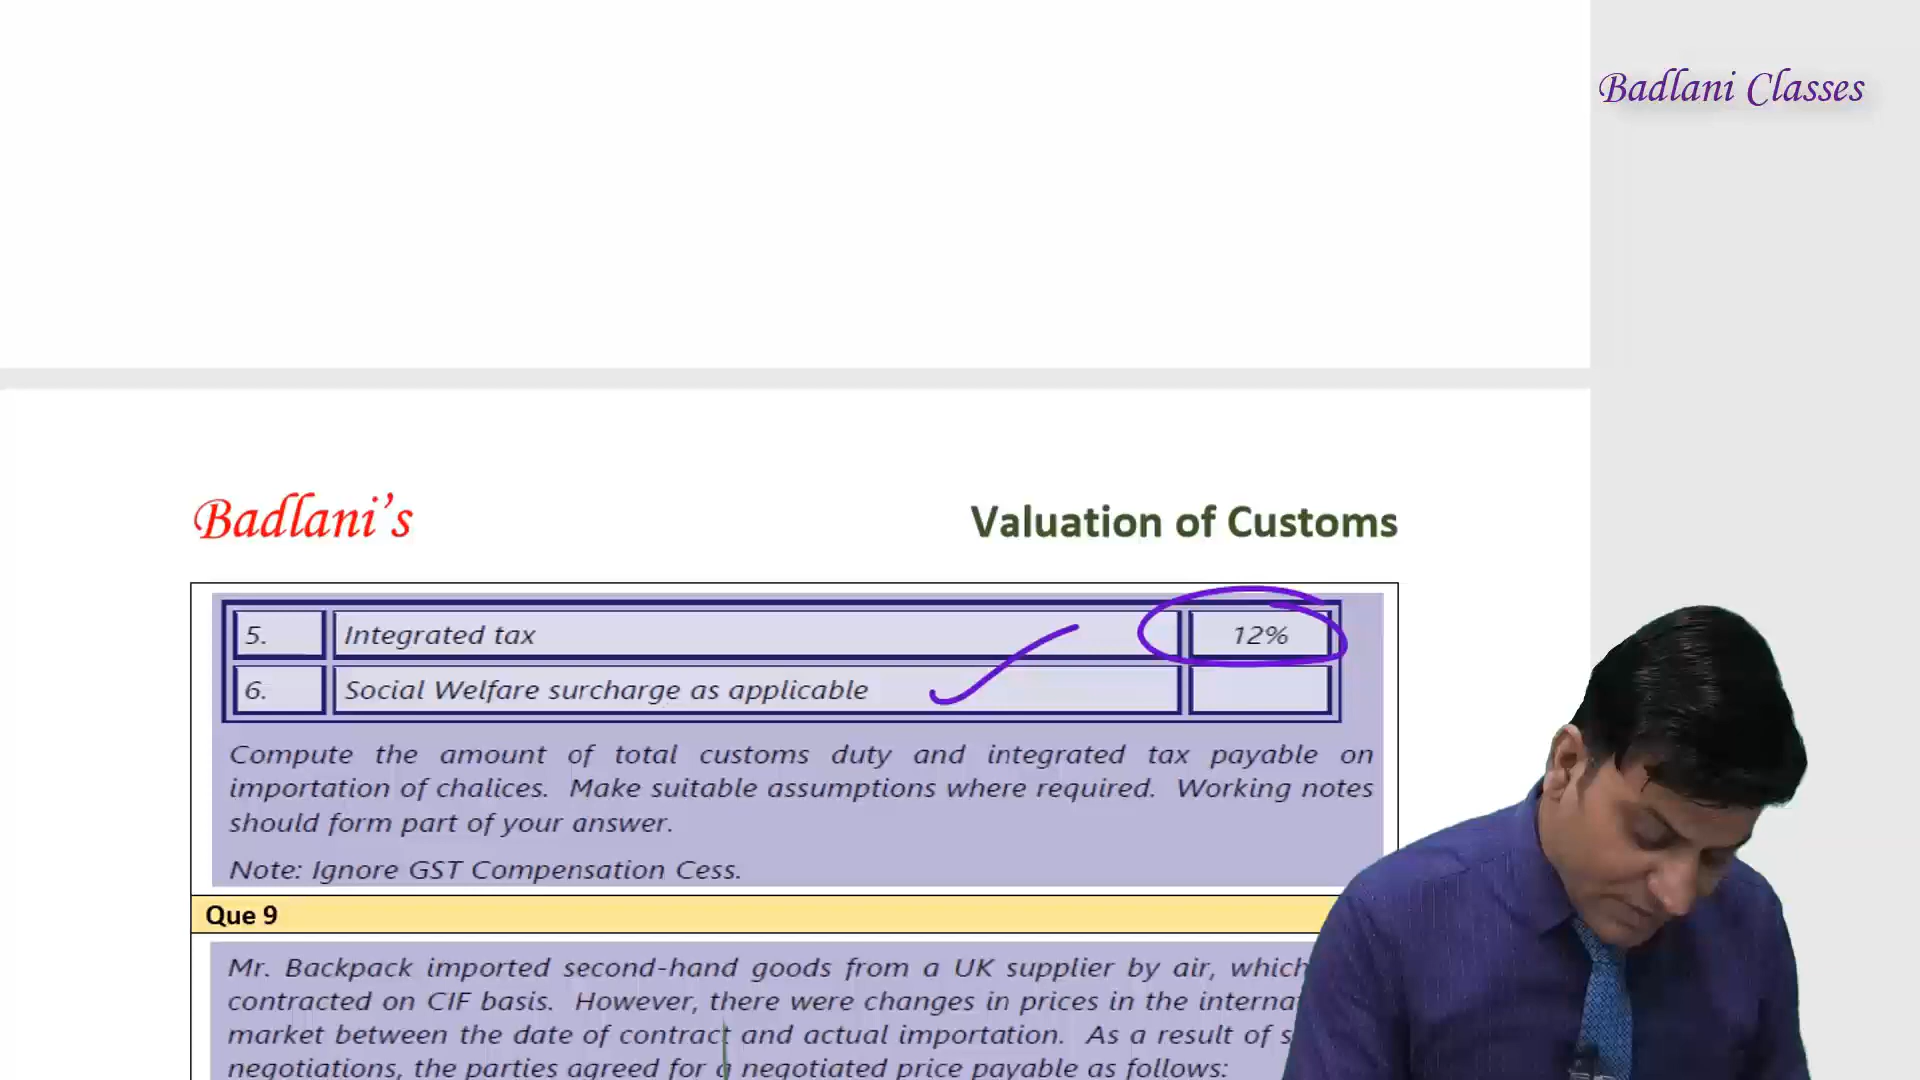 Badlani Classes
Badlani's
Valuation of Customs
5. Integrated tax 12%
6. Social Welfare surcharge as applicable
Compute the amount of total customs duty and integrated tax payable on
importation of chalices. Make suitable assumptions where required. Working notes
should form part of your answer.
Note: Ignore GST Compensation Cess.
Que 9
Mr. Backpack imported second-hand goods from a UK supplier by air, which
contracted on CIF basis. However, there were changes in prices in the
market between the date of contract and actual importation. As a result of
negotiations, the parties agreed for a negotiated price payable as follows: